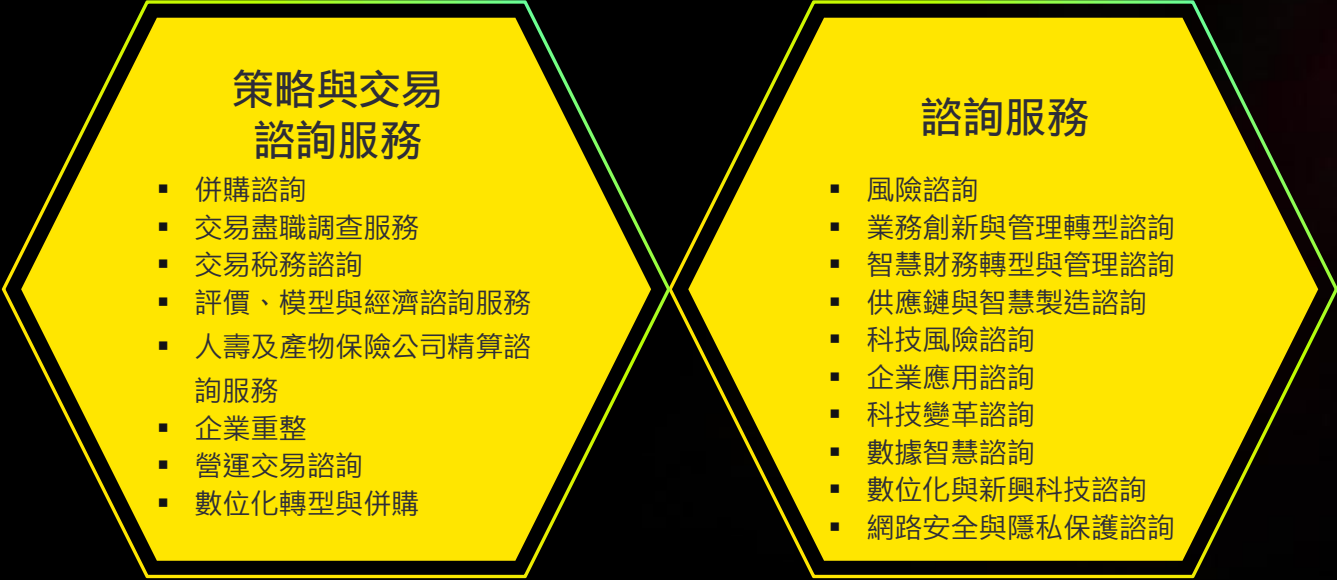 策略與交易
諮詢服務
▪ 併購諮詢
▪ 交易盡職調查服務
▪ 交易稅務諮詢
▪ 評價、模型與經濟諮詢服務
▪ 人壽及產物保險公司精算諮
詢服務
▪ 企業重整
▪ 營運交易諮詢
▪ 數位化轉型與併購
諮詢服務
▪ 風險諮詢
▪ 業務創新與管理轉型諮詢
▪ 智慧財務轉型與管理諮詢
▪ 供應鏈與智慧製造諮詢
▪ 科技風險諮詢
▪ 企業應用諮詢
▪ 科技變革諮詢
▪ 數據智慧諮詢
▪ 數位化與新興科技諮詢
▪ 網路安全與隱私保護諮詢